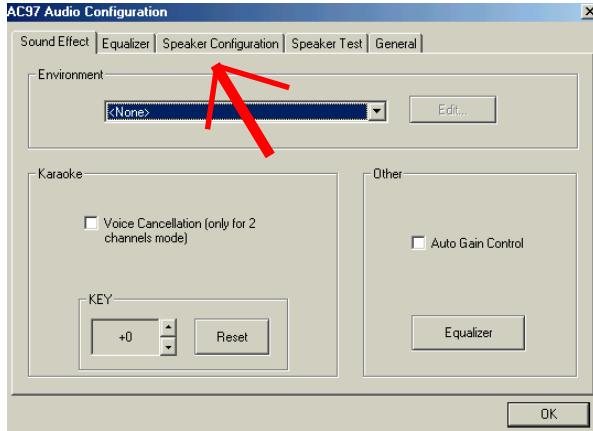 AC97 Audio Configuration
Sound Effect Equalizer Speaker Configuration Speaker Test General
Environment
<None> Edit...
Karaoke
Voice Cancellation (only for 2
channels mode)
KEY
+0 Reset
Other
Auto Gain Control
Equalizer
OK